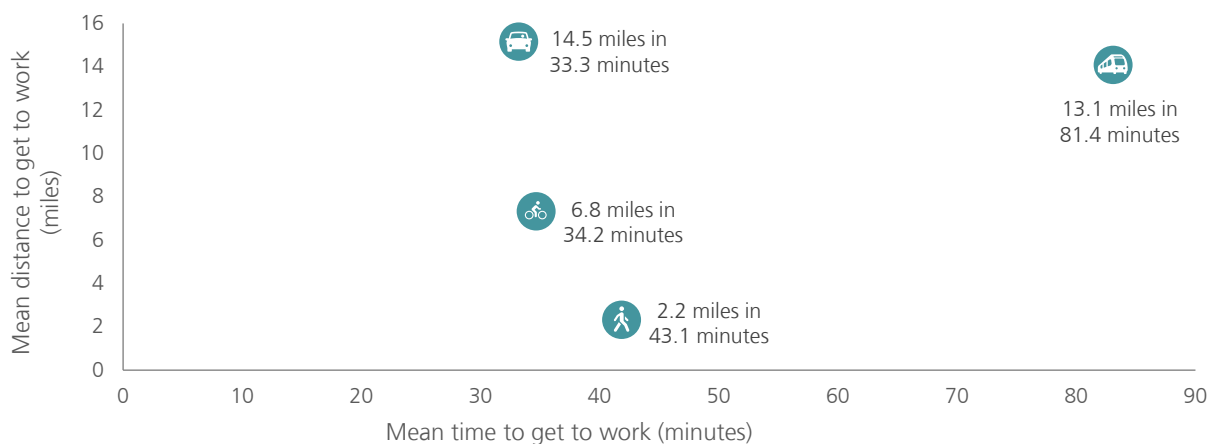 Mean distance to get to work
(miles)
16
14
12
10
8
6
4
2
0
14.5 miles in
33.3 minutes
13.1 miles in
81.4 minutes
6.8 miles in
34.2 minutes
2.2 miles in
43.1 minutes
0 10 20 30 40 50 60 70 80 90
Mean time to get to work (minutes)